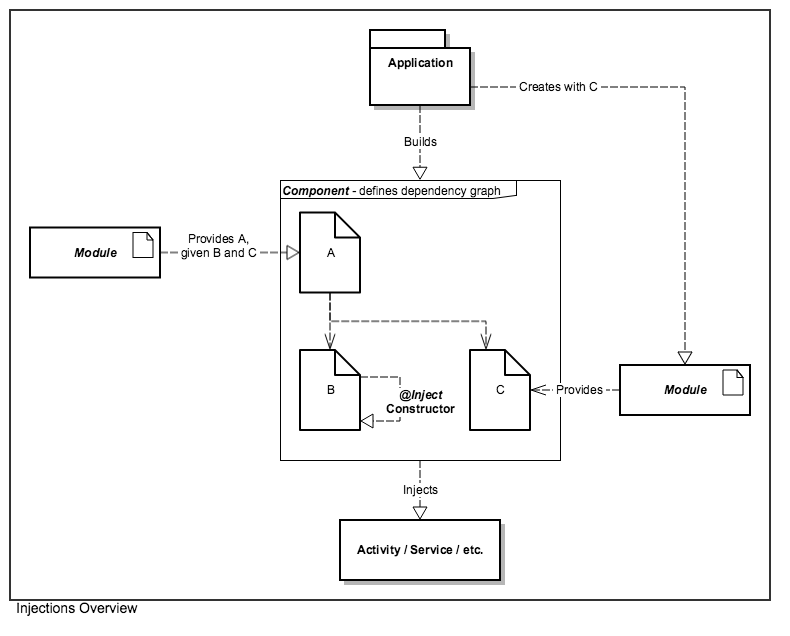 Application
Creates with C
Builds
Component - defines dependency graph
Module
Provides A,
given B and C
A
B
@Inject
Constructor
C
Provides
Module
Injects
Activity / Service / etc.
Injections Overview